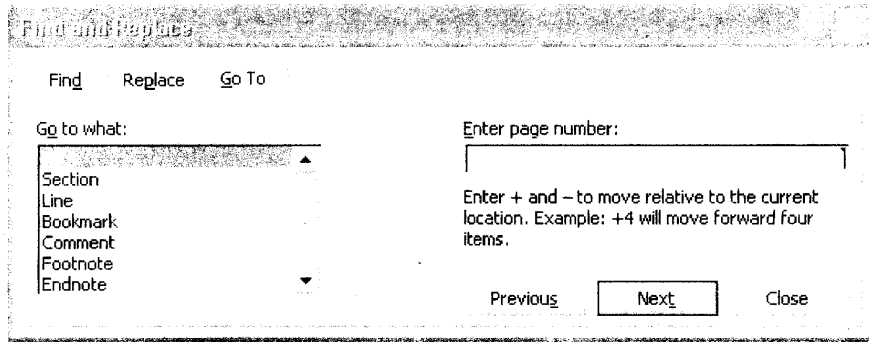 Find and Replace
Find Replace Go To
Go to what:
Section
Line
Bookmark
Comment
Footnote
Endnote
Enter page number:
Enter + and – to move relative to the current
location. Example: +4 will move forward four
items.
Previous Next Close